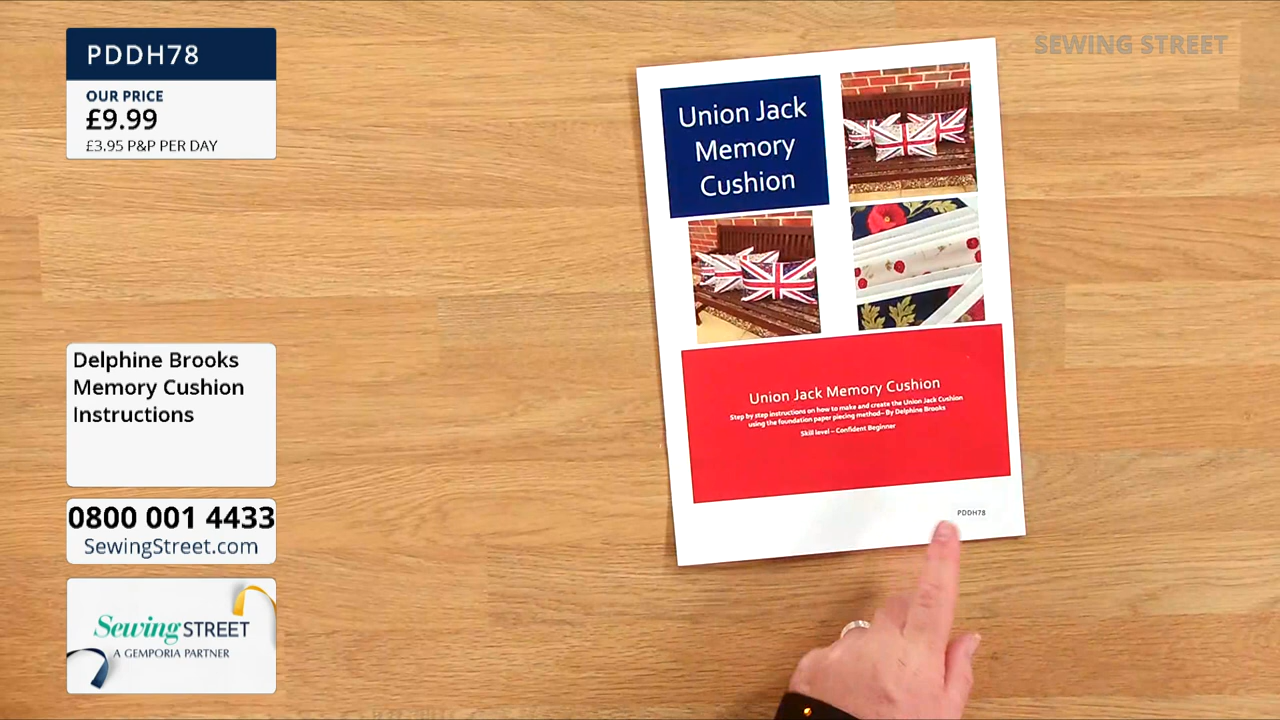 PDDH78
OUR PRICE
£9.99
£3.95 P&P PER DAY
Delphine Brooks
Memory Cushion
Instructions
0800 001 4433
SewingStreet.com
Sewing STREET
A GEMPORIA PARTNER
SEWING STREET
Union Jack
Memory
Cushion
Union Jack Memory Cushion
Step by step instructions on how to make and create the Union Jack Cushion
using the foundation paper piecing method– By Delphine Brooks
Skill level – Confident Beginner
PDDH78